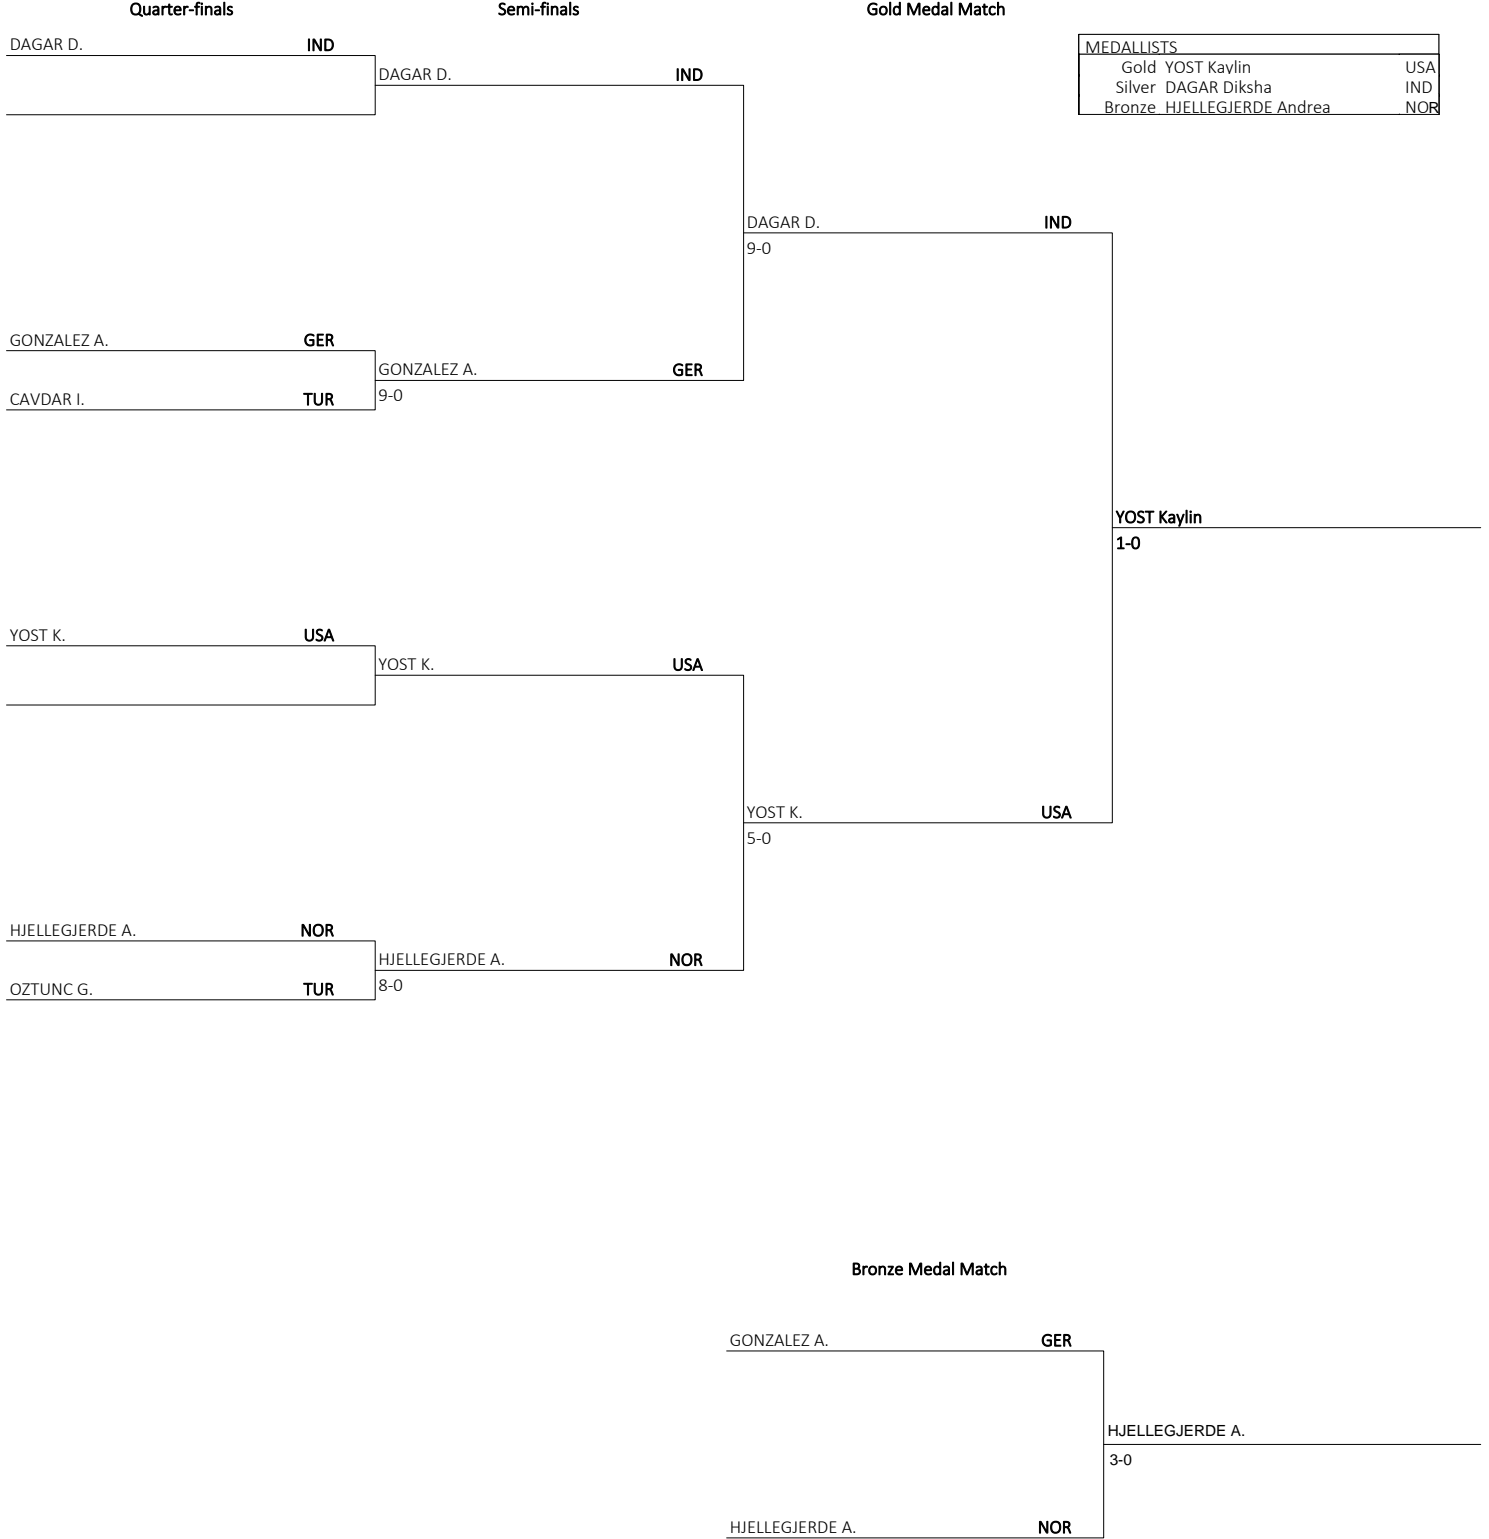 Quarter-finals Semi-finals Gold Medal Match
DAGAR D. IND
MEDALLISTS
Gold YOST Kaylin USA
Silver DAGAR Diksha IND
Bronze HJELLEGJERDE Andrea NOR
DAGAR D. IND
DAGAR D. IND
9-0
GONZALEZ A. GER
GONZALEZ A. GER
9-0
CAVDAR I. TUR
YOST Kaylin
1-0
YOST K. USA
YOST K. USA
YOST K. USA
5-0
HJELLEGJERDE A. NOR
HJELLEGJERDE A. NOR
8-0
OZTUNC G. TUR
Bronze Medal Match
GONZALEZ A. GER
HJELLEGJERDE A.
3-0
HJELLEGJERDE A. NOR